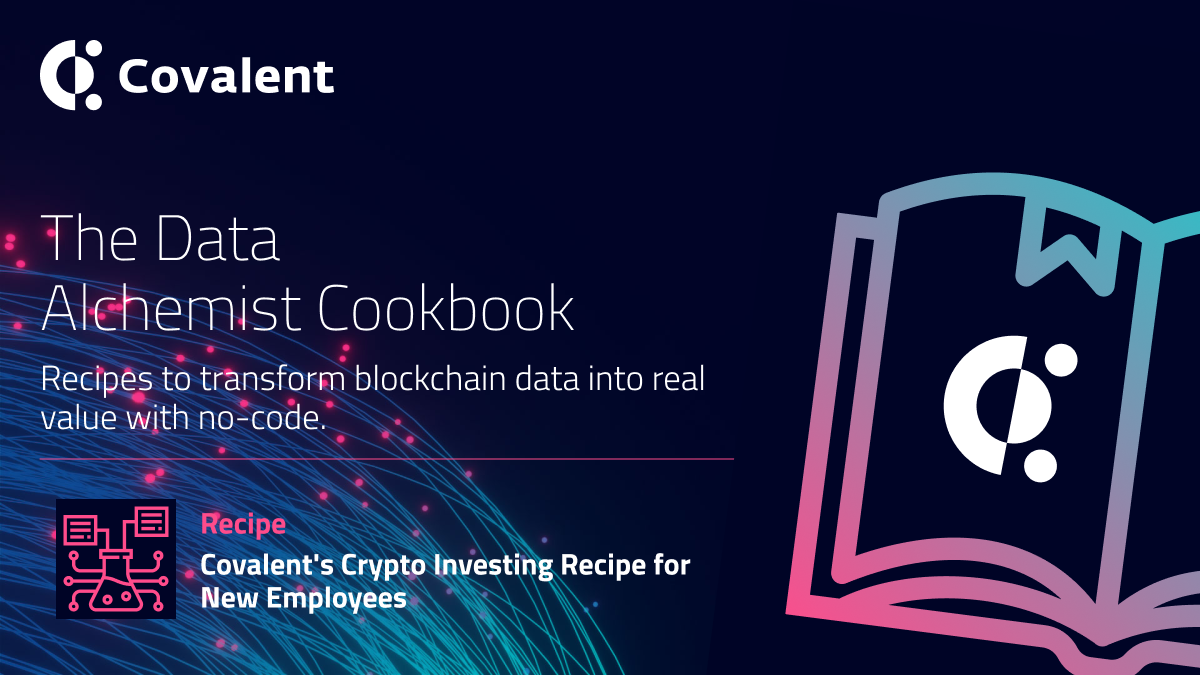 Covalent
The Data
Alchemist Cookbook
Recipes to transform blockchain data into real
value with no-code.
Recipe
Covalent's Crypto Investing Recipe for
New Employees